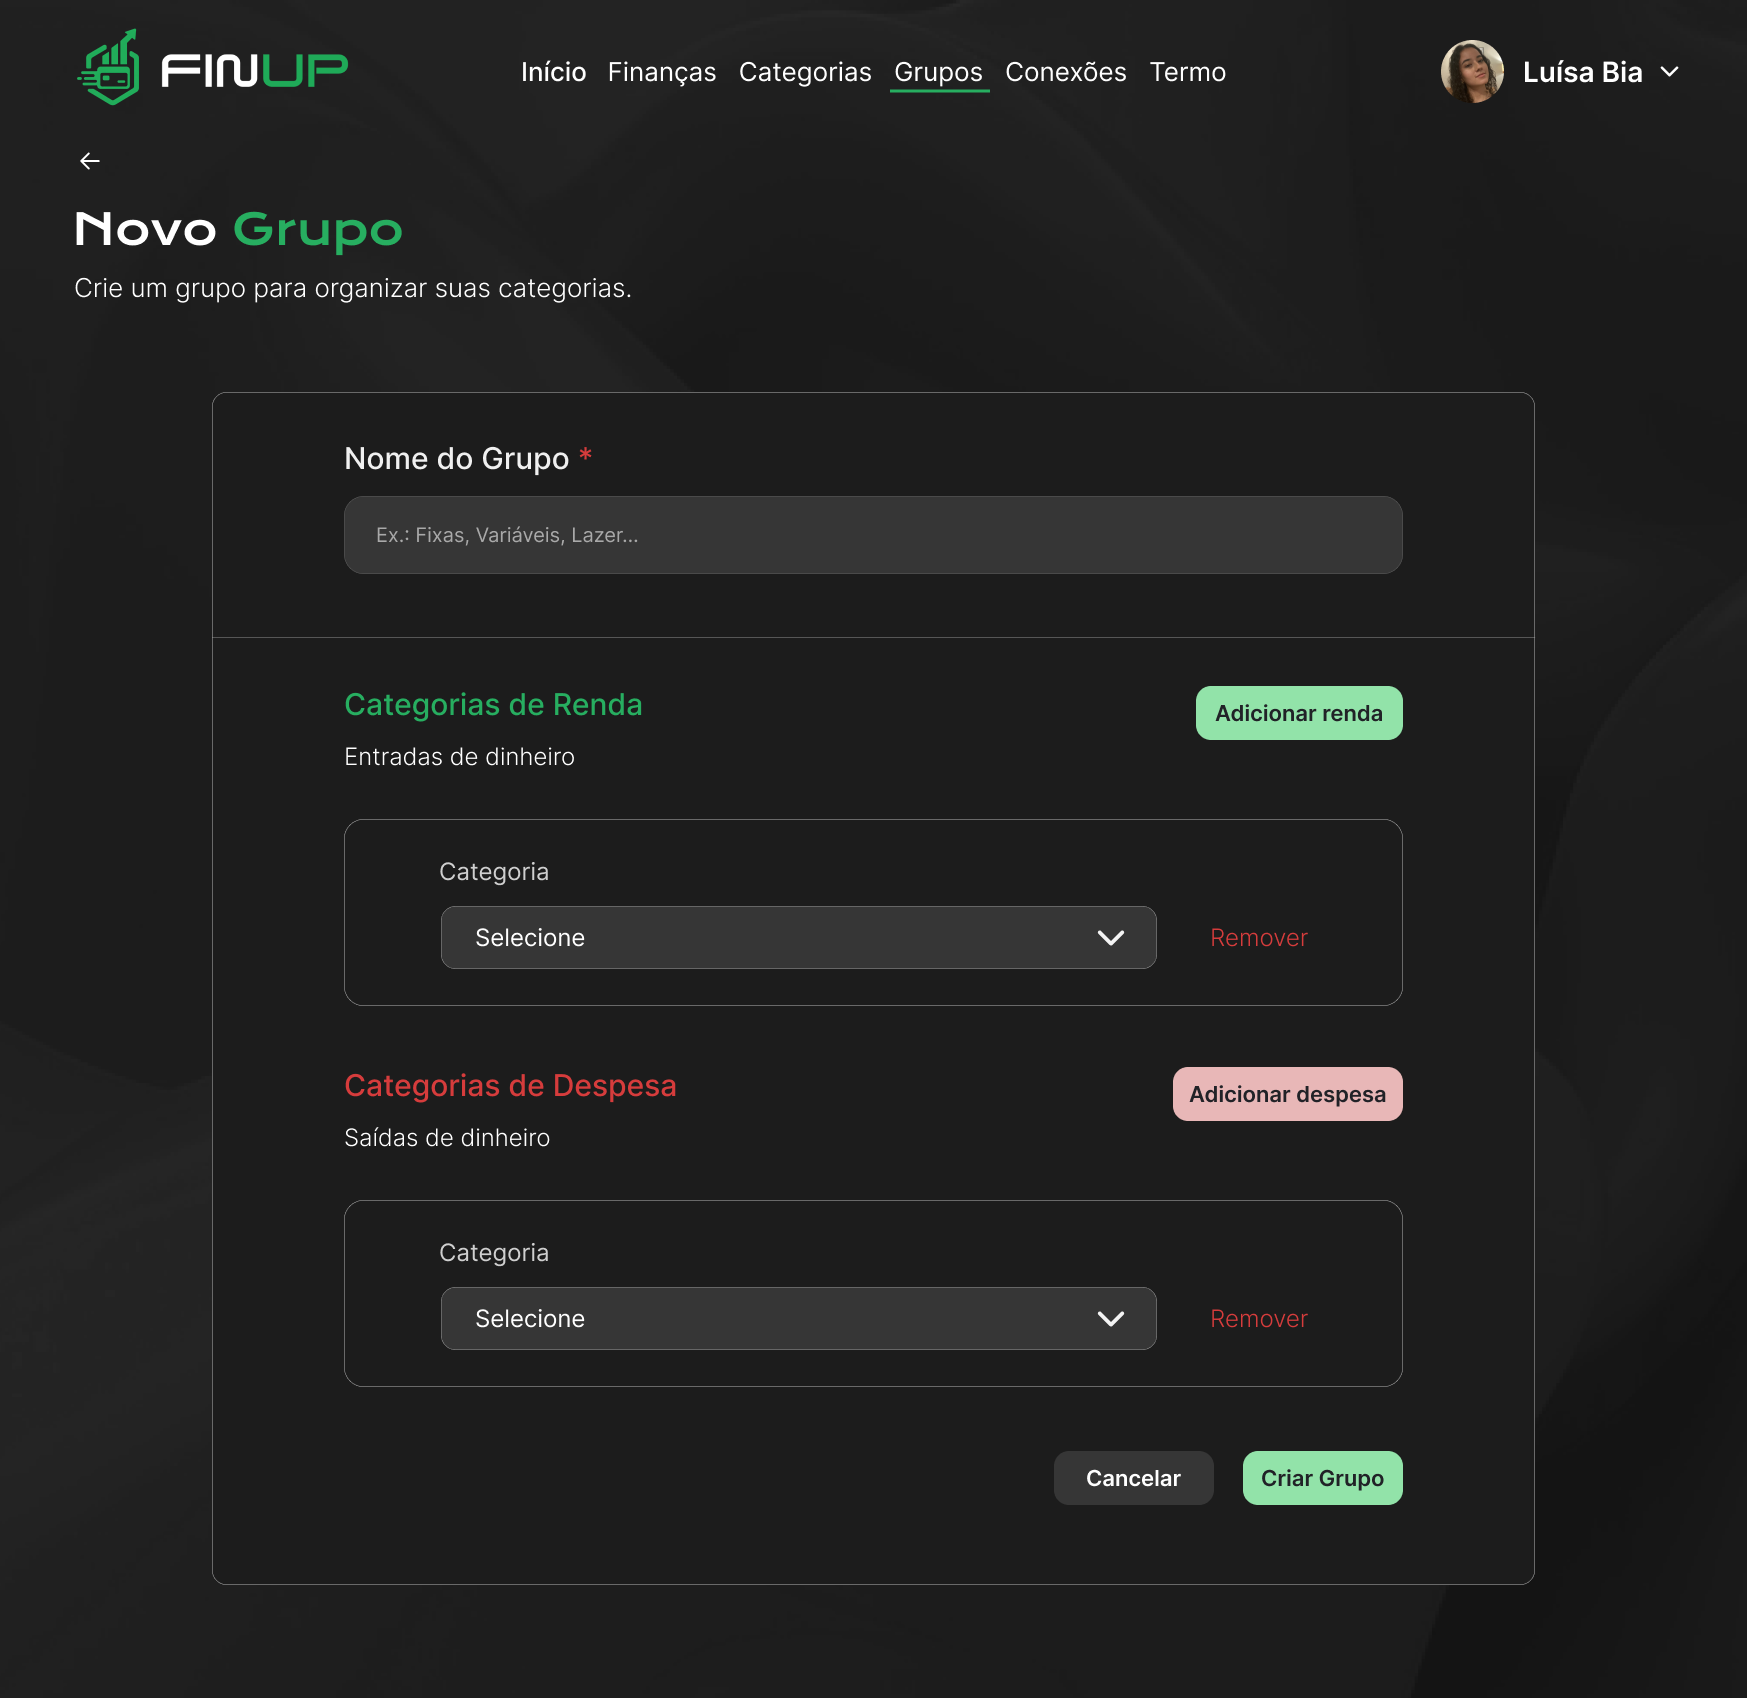 FINUP
Início Finanças Categorias Grupos Conexões Termo
Luísa Bia
Novo Grupo
Crie um grupo para organizar suas categorias.
Nome do Grupo *
Ex.: Fixas, Variáveis, Lazer...
Categorias de Renda
Adicionar renda
Entradas de dinheiro
Categoria
Selecione
Remover
Categorias de Despesa
Adicionar despesa
Saídas de dinheiro
Categoria
Selecione
Remover
Cancelar
Criar Grupo